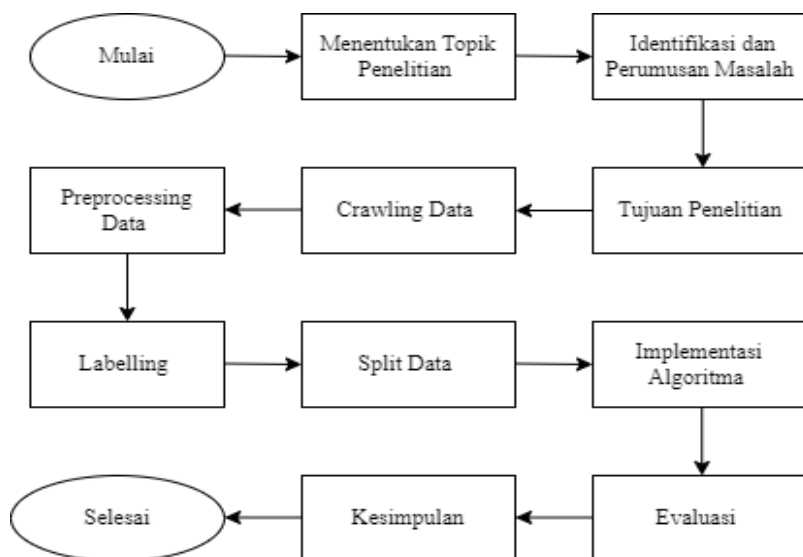 Mulai
Menentukan Topik
Penelitian
Identifikasi dan
Perumusan Masalah
Tujuan Penelitian
Crawling Data
Preprocessing
Data
Labelling
Split Data
Implementasi
Algoritma
Evaluasi
Kesimpulan
Selesai